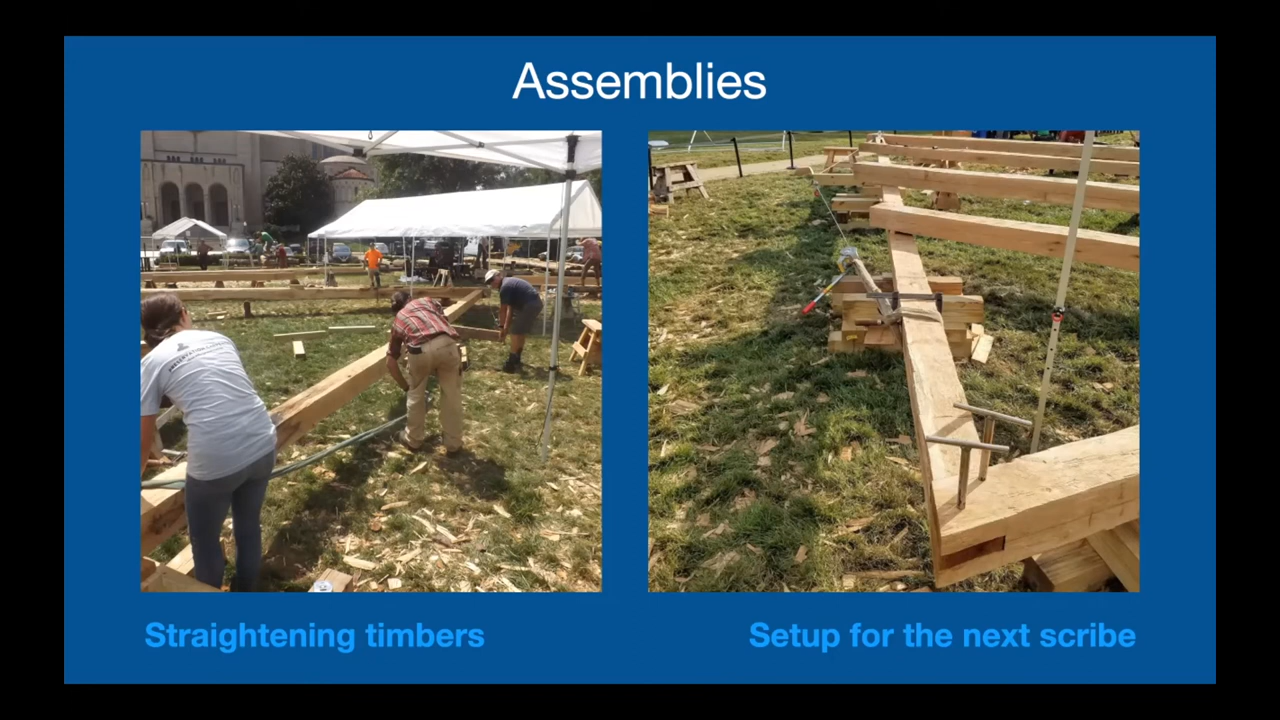 Assemblies
Straightening timbers
Setup for the next scribe